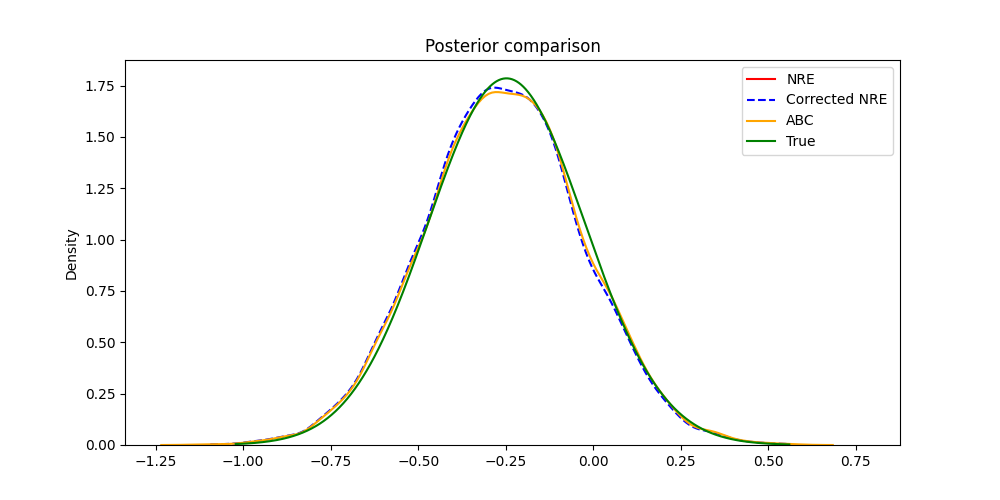 Posterior comparison
NRE
Corrected NRE
ABC
True
Density
1.75
1.50
1.25
1.00
0.75
0.50
0.25
0.00
−1.25 −1.00 −0.75 −0.50 −0.25 0.00 0.25 0.50 0.75